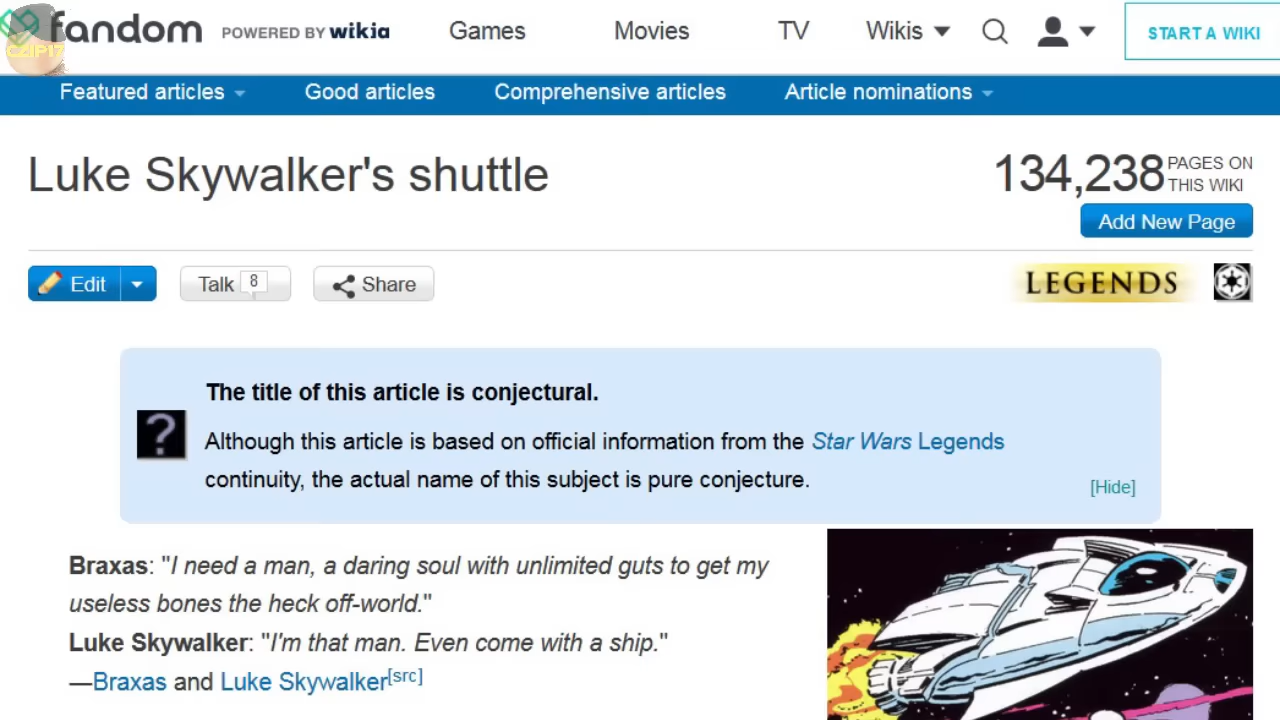 fandom POWERED BY wikia Games Movies TV Wikis START A WIKI
CZIP17
Featured articles Good articles Comprehensive articles Article nominations
Luke Skywalker's shuttle
134,238 PAGES ON
THIS WIKI
Add New Page
Edit Talk 8 Share LEGENDS
The title of this article is conjectural.
?
Although this article is based on official information from the Star Wars Legends
continuity, the actual name of this subject is pure conjecture.
[Hide]
Braxas: "I need a man, a daring soul with unlimited guts to get my
useless bones the heck off-world."
Luke Skywalker: "I'm that man. Even come with a ship."
—Braxas and Luke Skywalker[src]